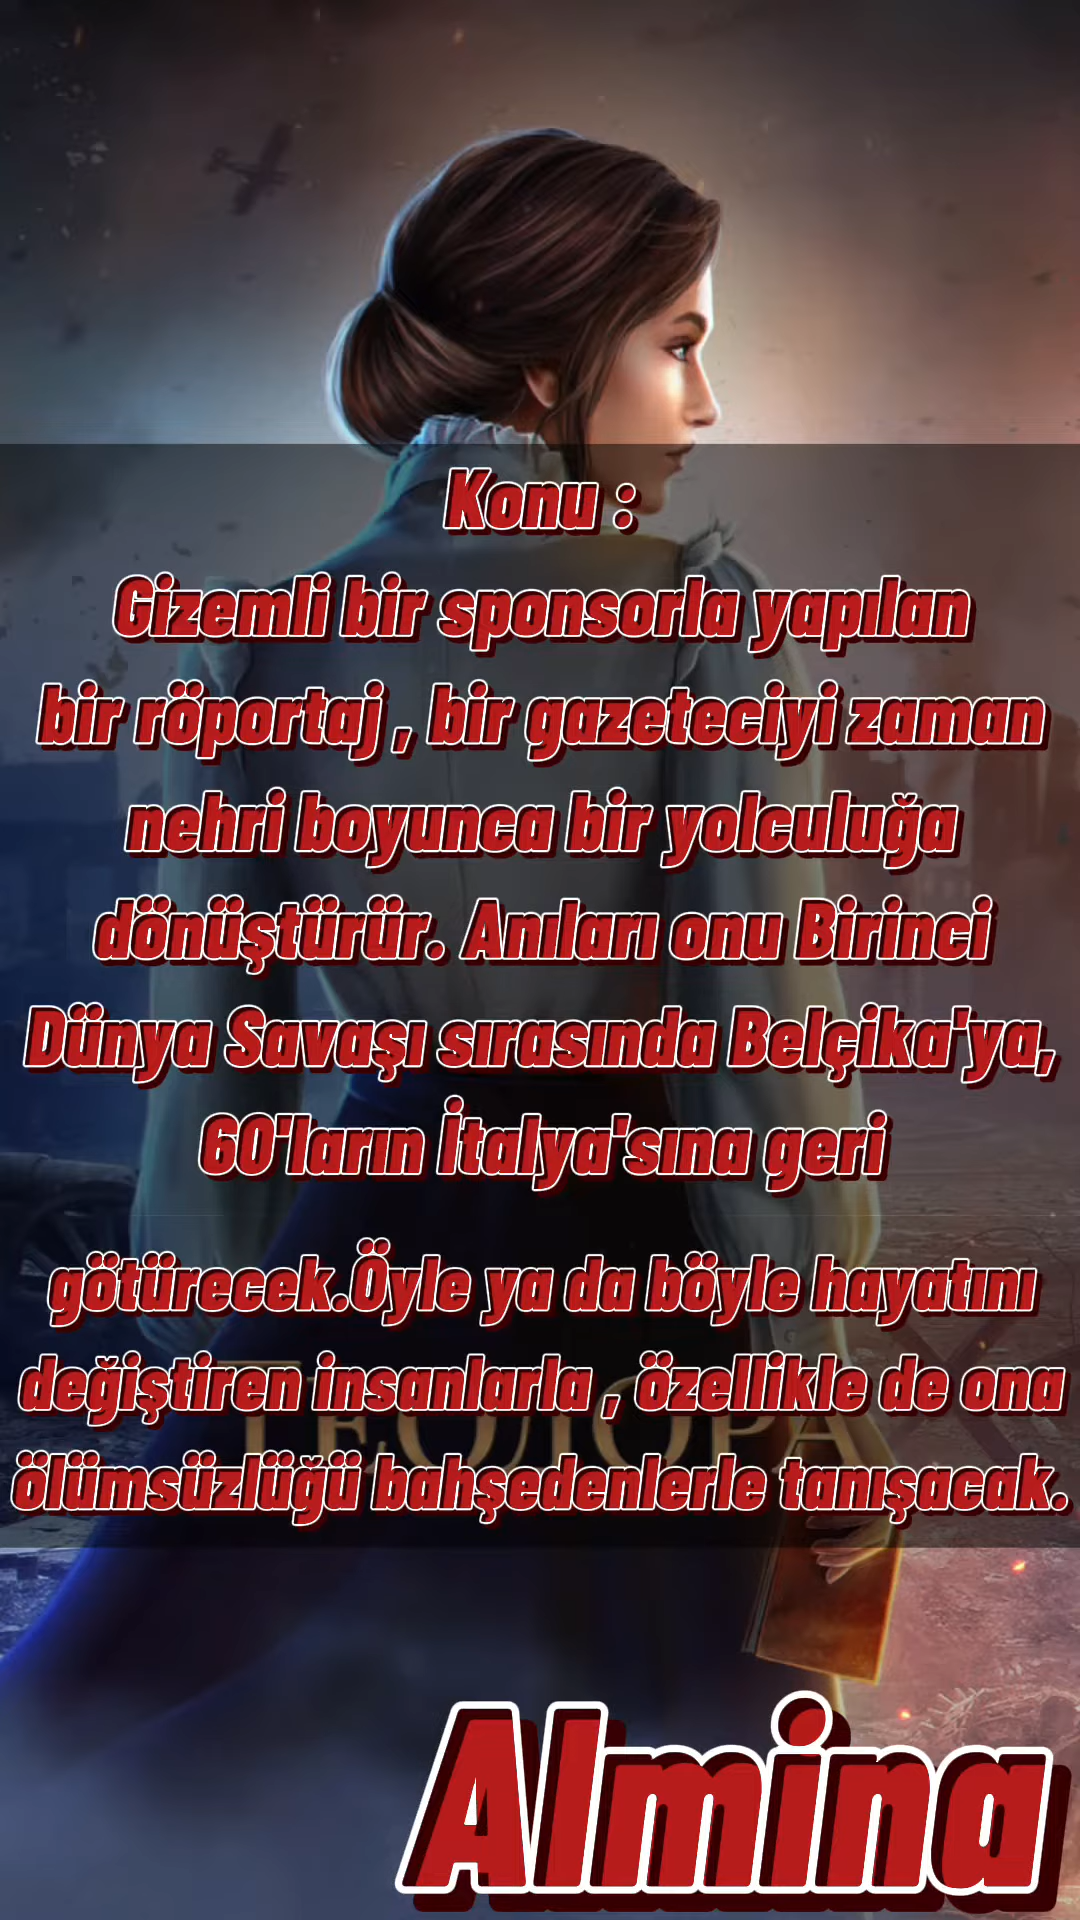 Konu :
Gizemli bir sponsorla yapılan
bir röportaj , bir gazeteciyi zaman
nehri boyunca bir yolculuğa
dönüştürür. Anıları onu Birinci
Dünya Savaşı sırasında Belçika'ya,
60'ların İtalya'sına geri
götürecek.Öyle ya da böyle hayatını
değiştiren insanlarla , özellikle de ona
ТЕОДОРА
ölümsüzlüğü bahşedenlerle tanışacak.
Almina